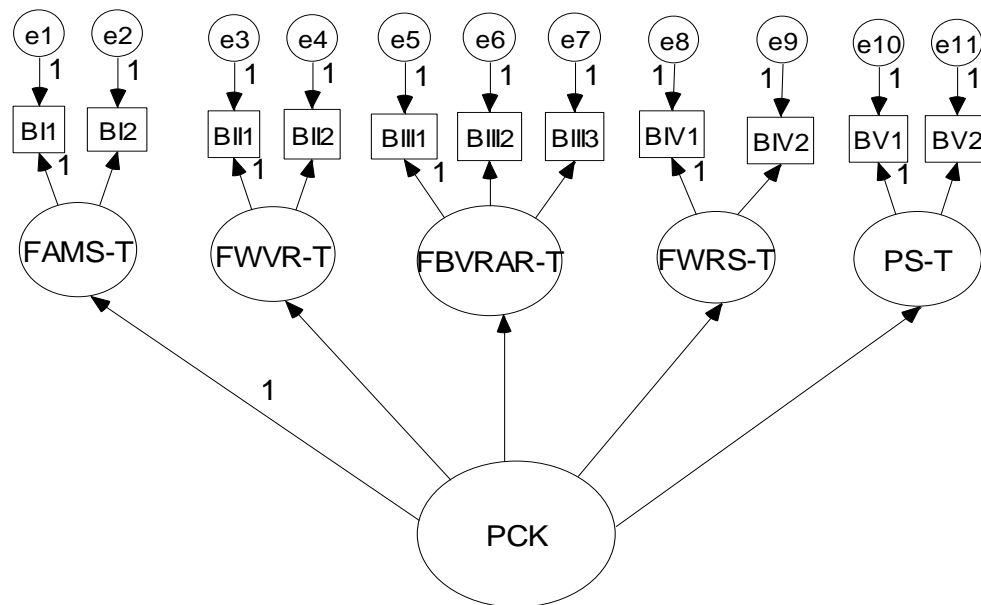 e1 e2 e3 e4 e5 e6 e7 e8 e9 e10 e11
1 1 1 1 1 1 1 1 1 1 1
BI1 BI2 BII1 BII2 BIII1 BIII2 BIII3 BIV1 BIV2 BV1 BV2
1 1 1 1 1
FAMS-T FWVR-T FBVRAR-T FWRS-T PS-T
1
PCK